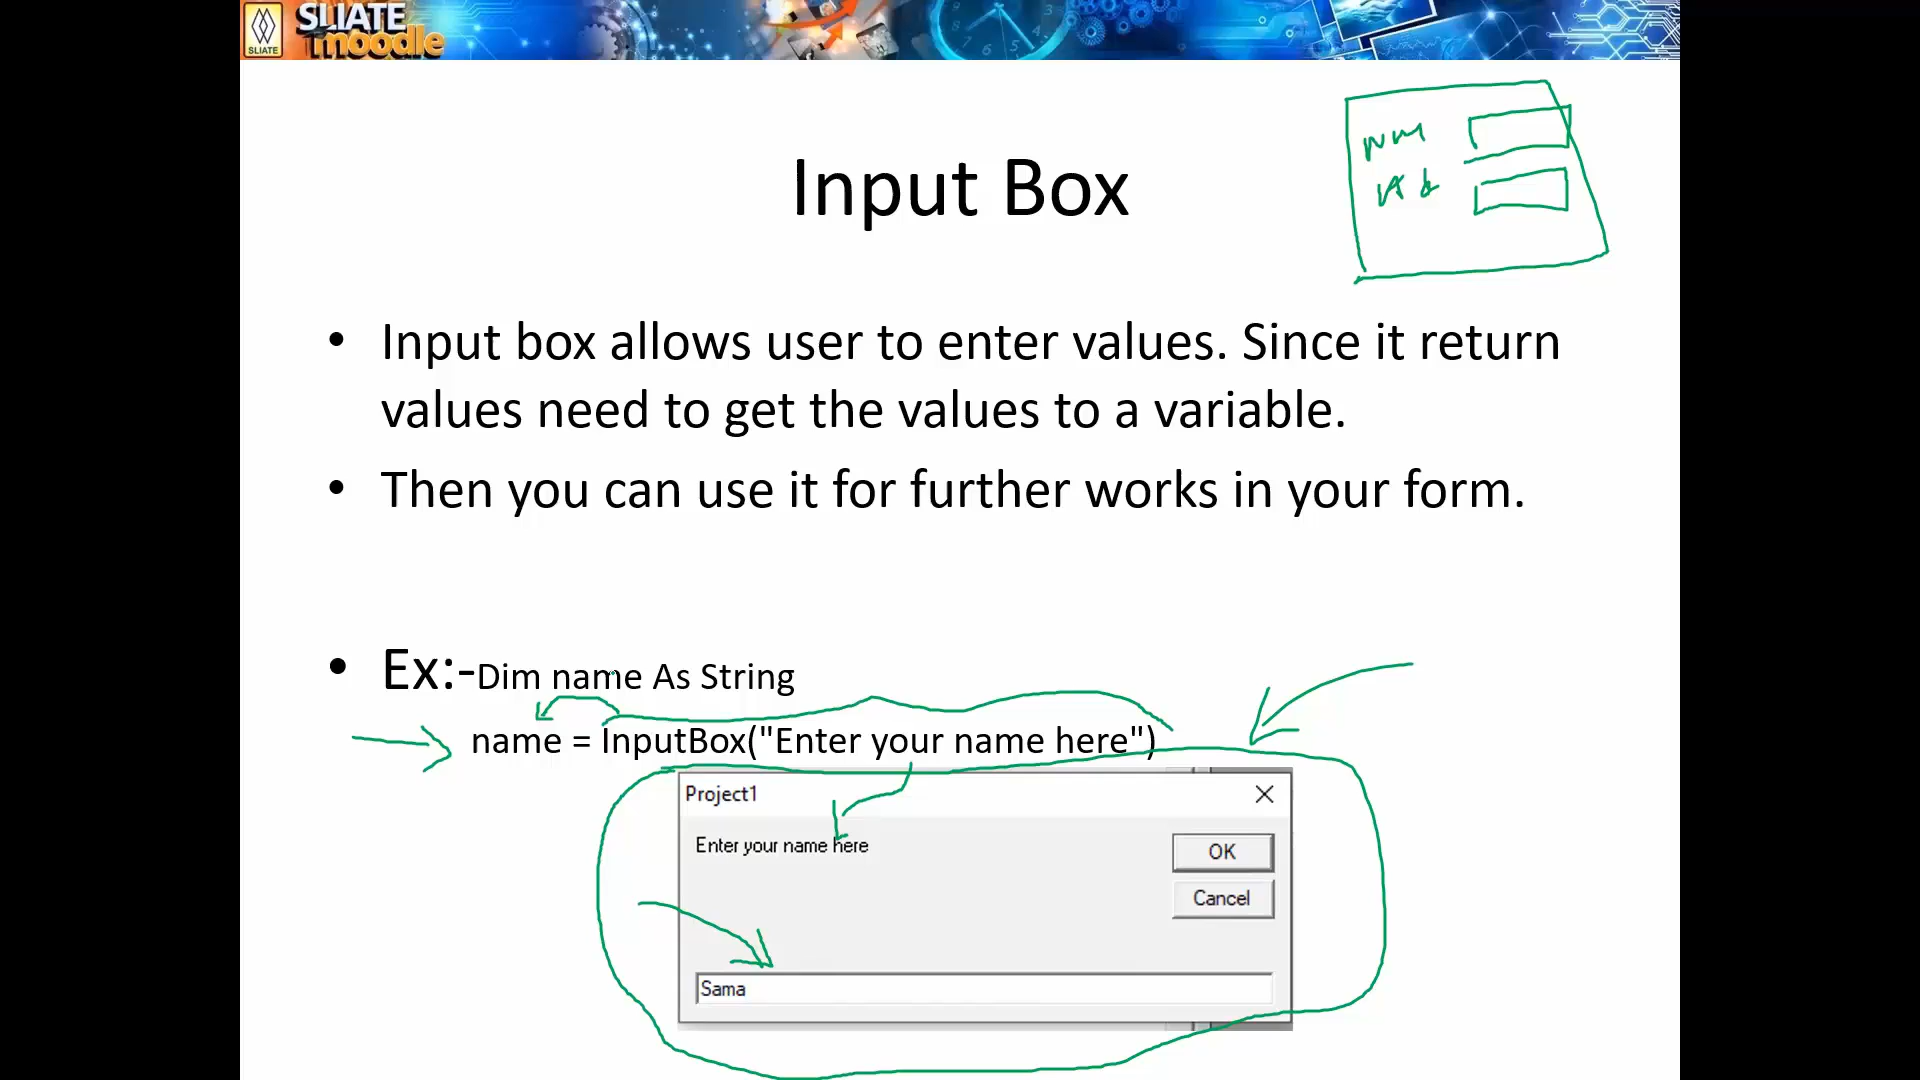 SLIATE
SLIATE
moodle
Input Box
• Input box allows user to enter values. Since it return
values need to get the values to a variable.
• Then you can use it for further works in your form.
• Ex:-Dim name As String
name = InputBox("Enter your name here")
Project1
Enter your name here
OK
Cancel
Sama